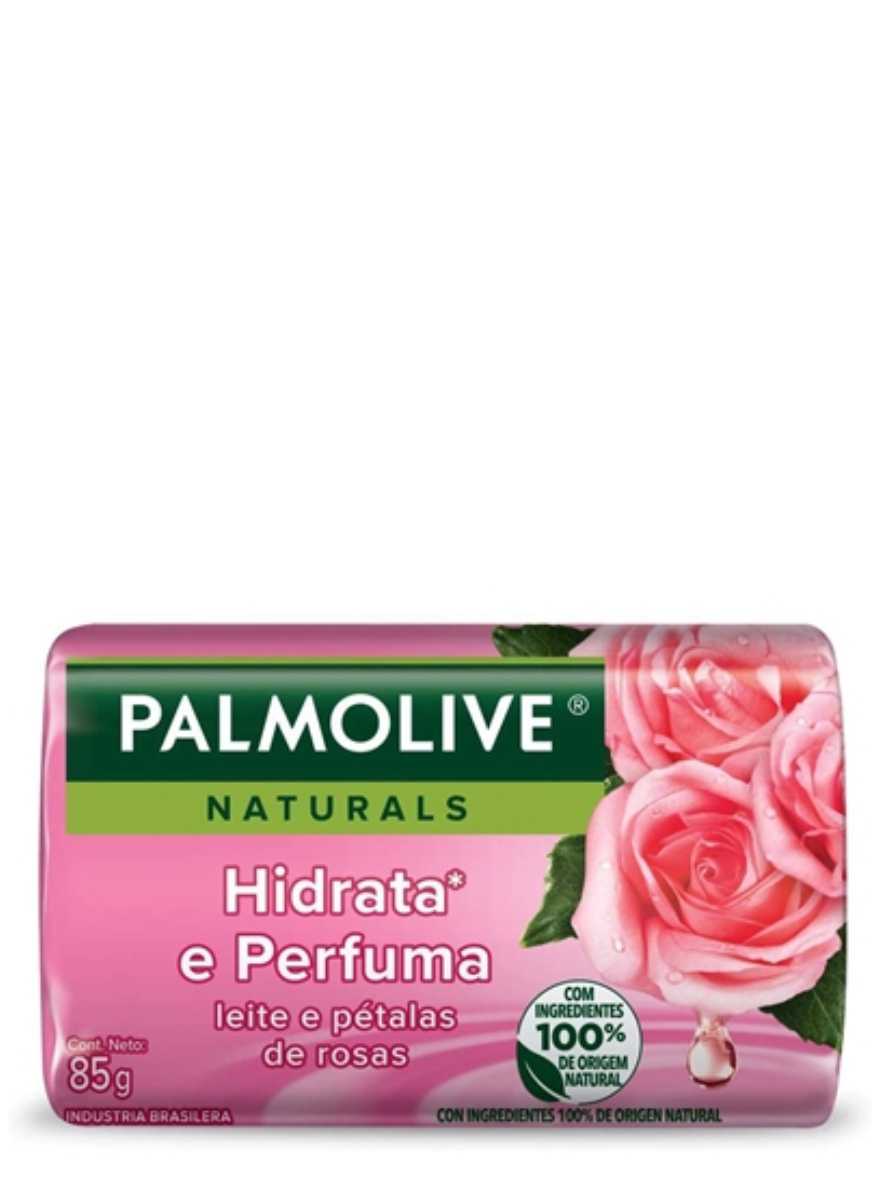 PALMOLIVE®
NATURALS
Hidrata*
e Perfuma
leite e pétalas
de rosas
Cont. Neto:
85g
INDUSTRIA BRASILERA
COM
INGREDIENTES
100%
DE ORIGEM
NATURAL
CON INGREDIENTES 100% DE ORIGEN NATURAL